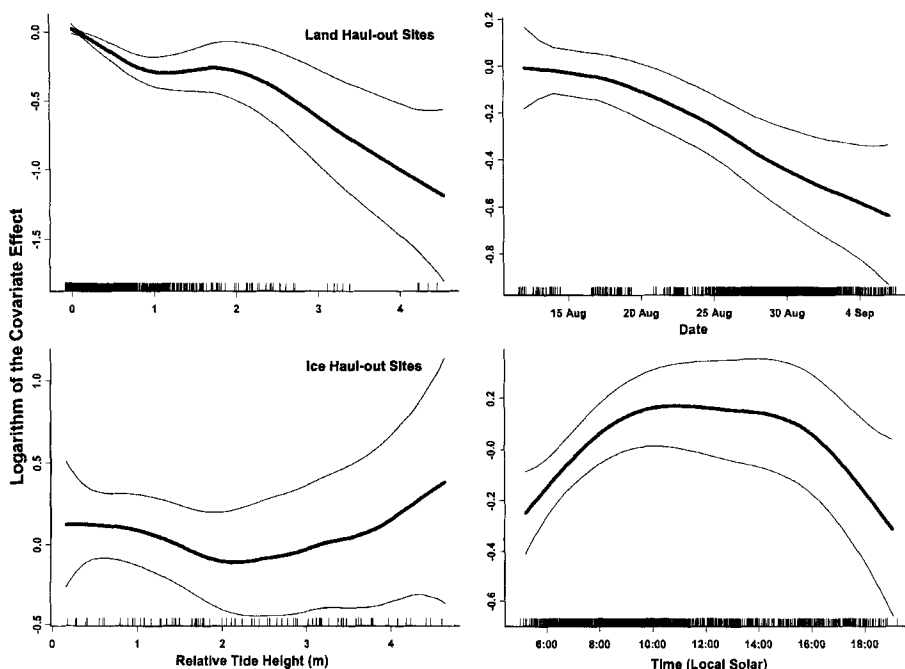 Logarithm of the Covariate Effect
Land Haul-out Sites
0.0
-0.5
-1.0
-1.5
0 1 2 3 4
0.2
0.0
-0.2
-0.4
-0.6
-0.8
15 Aug 20 Aug 25 Aug 30 Aug 4 Sep
Date
Ice Haul-out Sites
1.0
0.5
0.0
-0.5
0 1 2 3 4
Relative Tide Height (m)
0.2
-0.0
-0.2
-0.4
-0.6
6:00 8:00 10:00 12:00 14:00 16:00 18:00
Time (Local Solar)